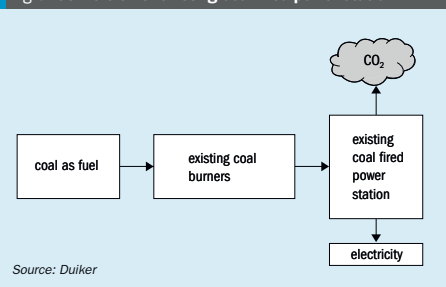 CO₂
coal as fuel
existing coal
burners
existing
coal fired
power
station
electricity
Source: Duiker